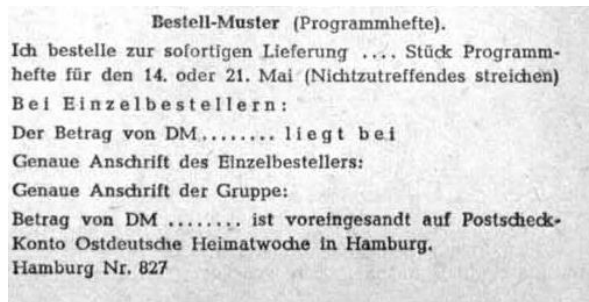 Bestell-Muster (Programmhefte).
Ich bestelle zur sofortigen Lieferung .... Stück Programm-
hefte für den 14. oder 21. Mai (Nichtzutreffendes streichen)
Bei Einzelbestellern:
Der Betrag von DM........ liegt bei
Genaue Anschrift des Einzelbestellers:
Genaue Anschrift der Gruppe:
Betrag von DM ........ ist voreingesandt auf Postscheck-
Konto Ostdeutsche Heimatwoche in Hamburg.
Hamburg Nr. 827